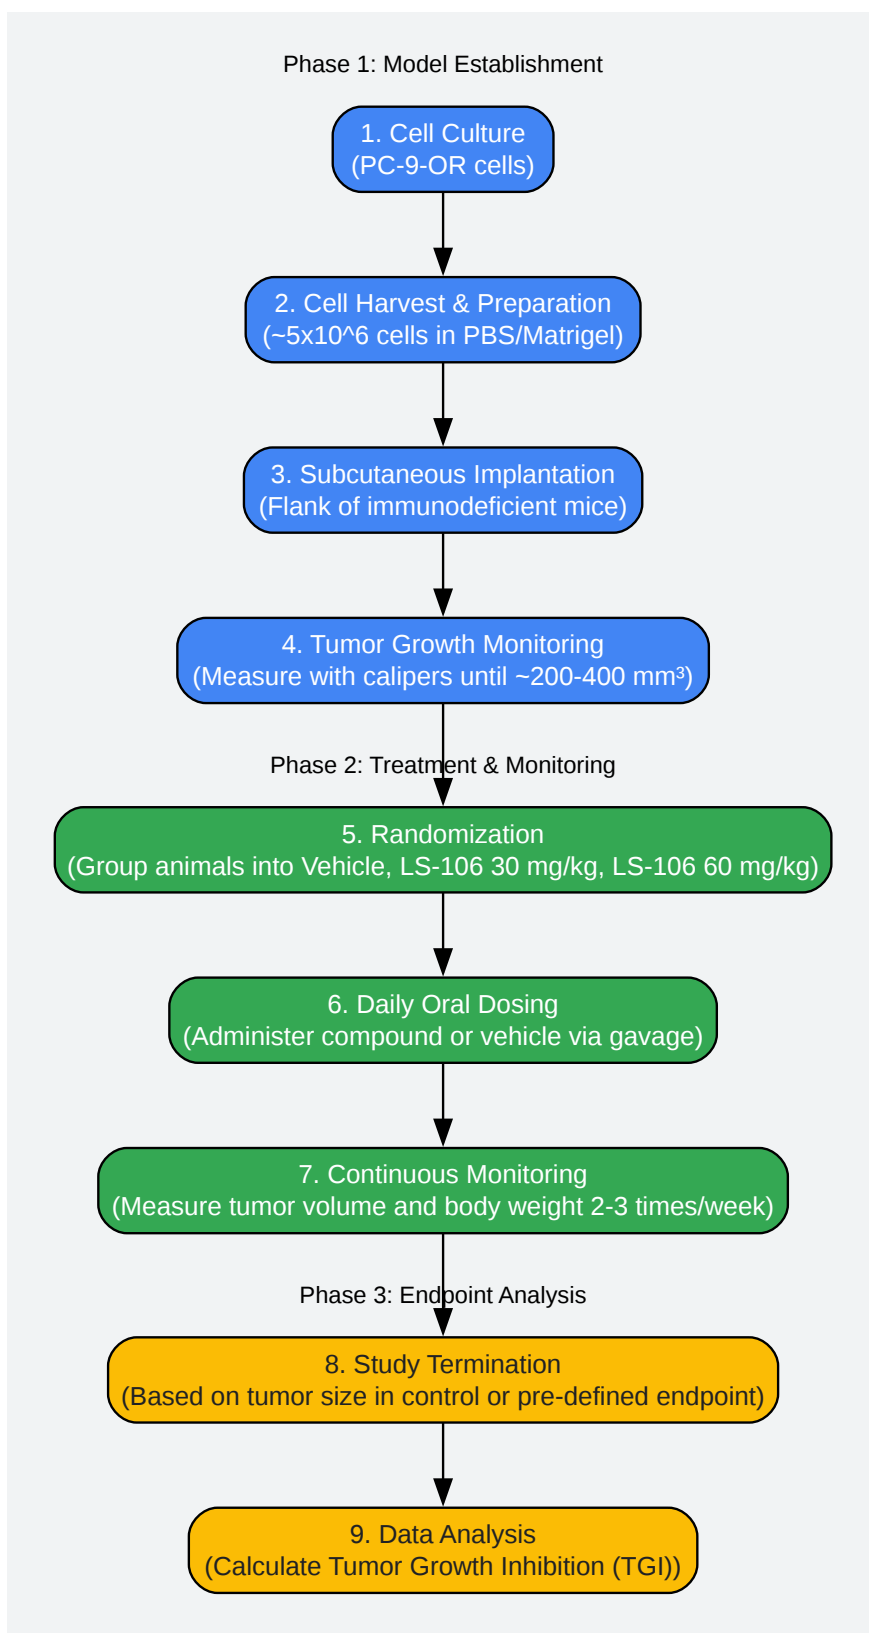 Phase 1: Model Establishment
1. Cell Culture
(PC-9-OR cells)
2. Cell Harvest & Preparation
(~5x10^6 cells in PBS/Matrigel)
3. Subcutaneous Implantation
(Flank of immunodeficient mice)
4. Tumor Growth Monitoring
(Measure with calipers until ~200-400 mm³)
Phase 2: Treatment & Monitoring
5. Randomization
(Group animals into Vehicle, LS-106 30 mg/kg, LS-106 60 mg/kg)
6. Daily Oral Dosing
(Administer compound or vehicle via gavage)
7. Continuous Monitoring
(Measure tumor volume and body weight 2-3 times/week)
Phase 3: Endpoint Analysis
8. Study Termination
(Based on tumor size in control or pre-defined endpoint)
9. Data Analysis
(Calculate Tumor Growth Inhibition (TGI))